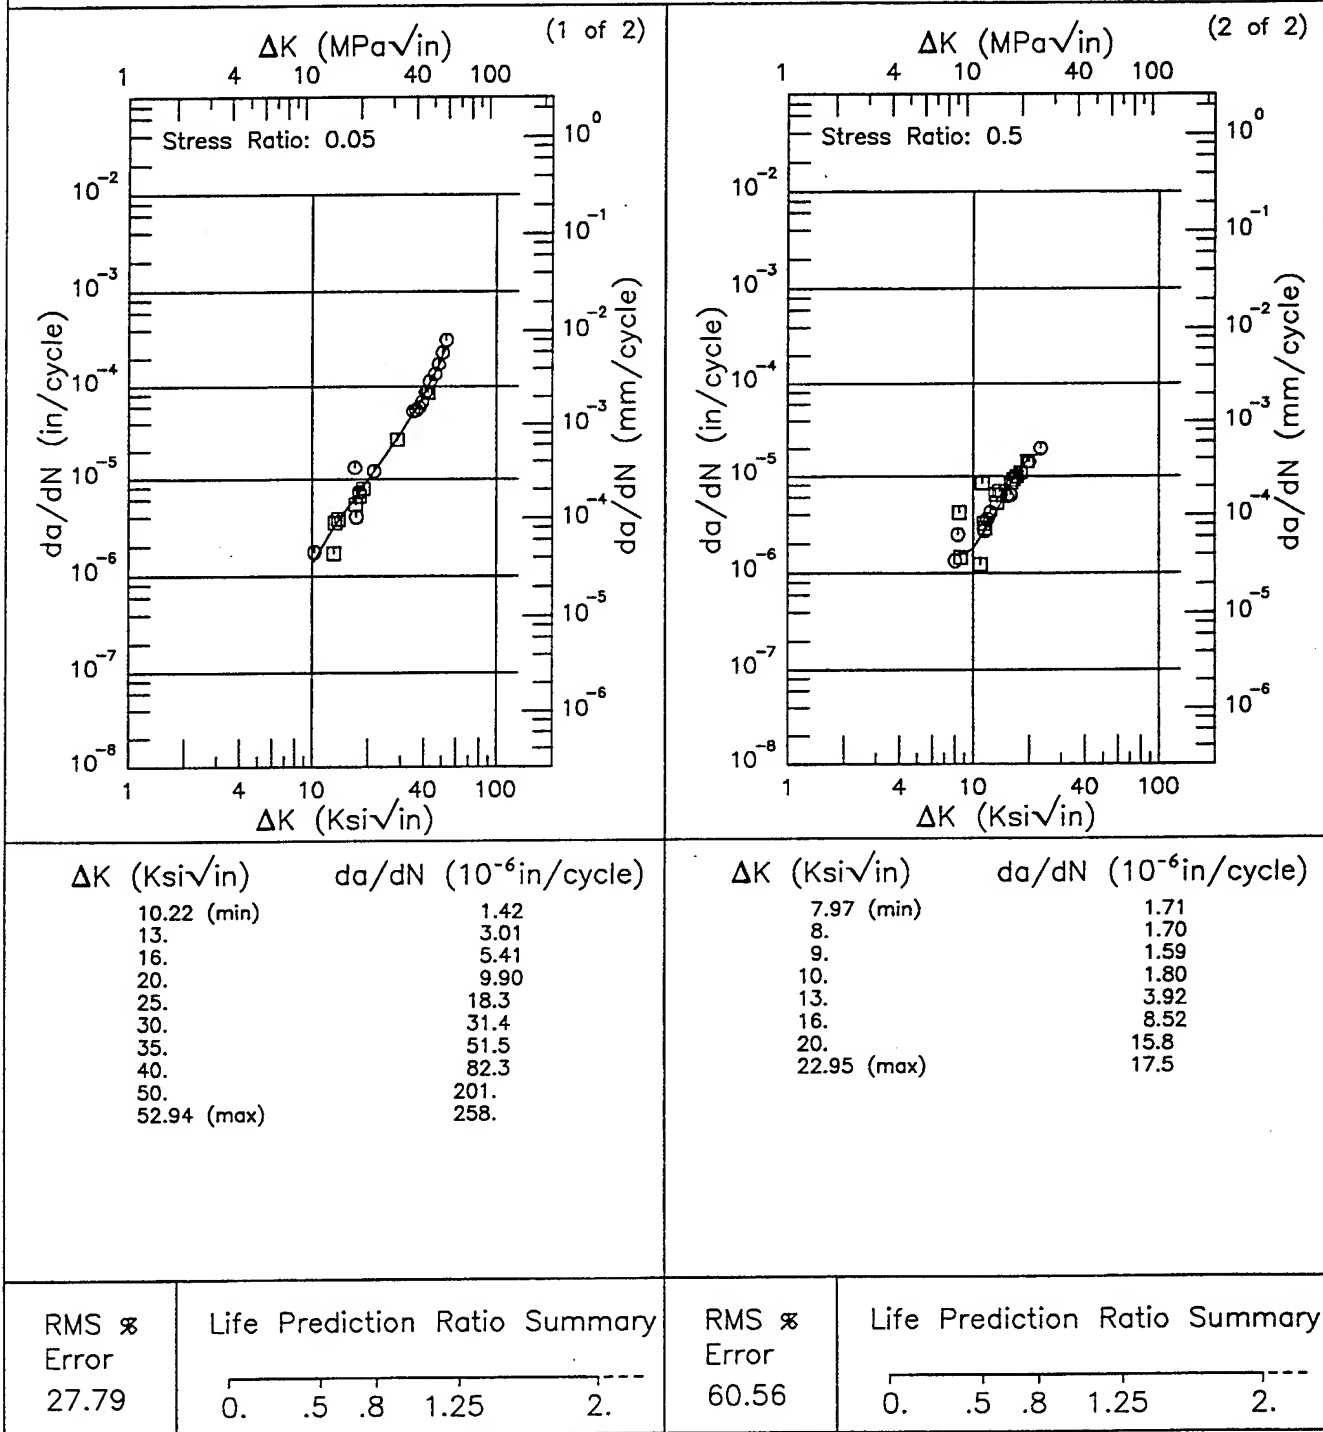 (1 of 2)
ΔK (MPa√in)
1 4 10 40 100
Stress Ratio: 0.05
10⁻²
10⁻³
10⁻⁴
10⁻⁵
10⁻⁶
10⁻⁷
10⁻⁸
da/dN (in/cycle)
10⁰
10⁻¹
10⁻²
10⁻³
10⁻⁴
10⁻⁵
10⁻⁶
da/dN (mm/cycle)
1 4 10 40 100
ΔK (Ksi√in)
ΔK (Ksi√in) da/dN (10⁻⁶in/cycle)
10.22 (min) 1.42
13. 3.01
16. 5.41
20. 9.90
25. 18.3
30. 31.4
35. 51.5
40. 82.3
50. 201.
52.94 (max) 258.
RMS %
Error
27.79
Life Prediction Ratio Summary
0. .5 .8 1.25 2.
(2 of 2)
ΔK (MPa√in)
1 4 10 40 100
Stress Ratio: 0.5
10⁻²
10⁻³
10⁻⁴
10⁻⁵
10⁻⁶
10⁻⁷
10⁻⁸
da/dN (in/cycle)
10⁰
10⁻¹
10⁻²
10⁻³
10⁻⁴
10⁻⁵
10⁻⁶
da/dN (mm/cycle)
1 4 10 40 100
ΔK (Ksi√in)
ΔK (Ksi√in) da/dN (10⁻⁶in/cycle)
7.97 (min) 1.71
8. 1.70
9. 1.59
10. 1.80
13. 3.92
16. 8.52
20. 15.8
22.95 (max) 17.5
RMS %
Error
60.56
Life Prediction Ratio Summary
0. .5 .8 1.25 2.